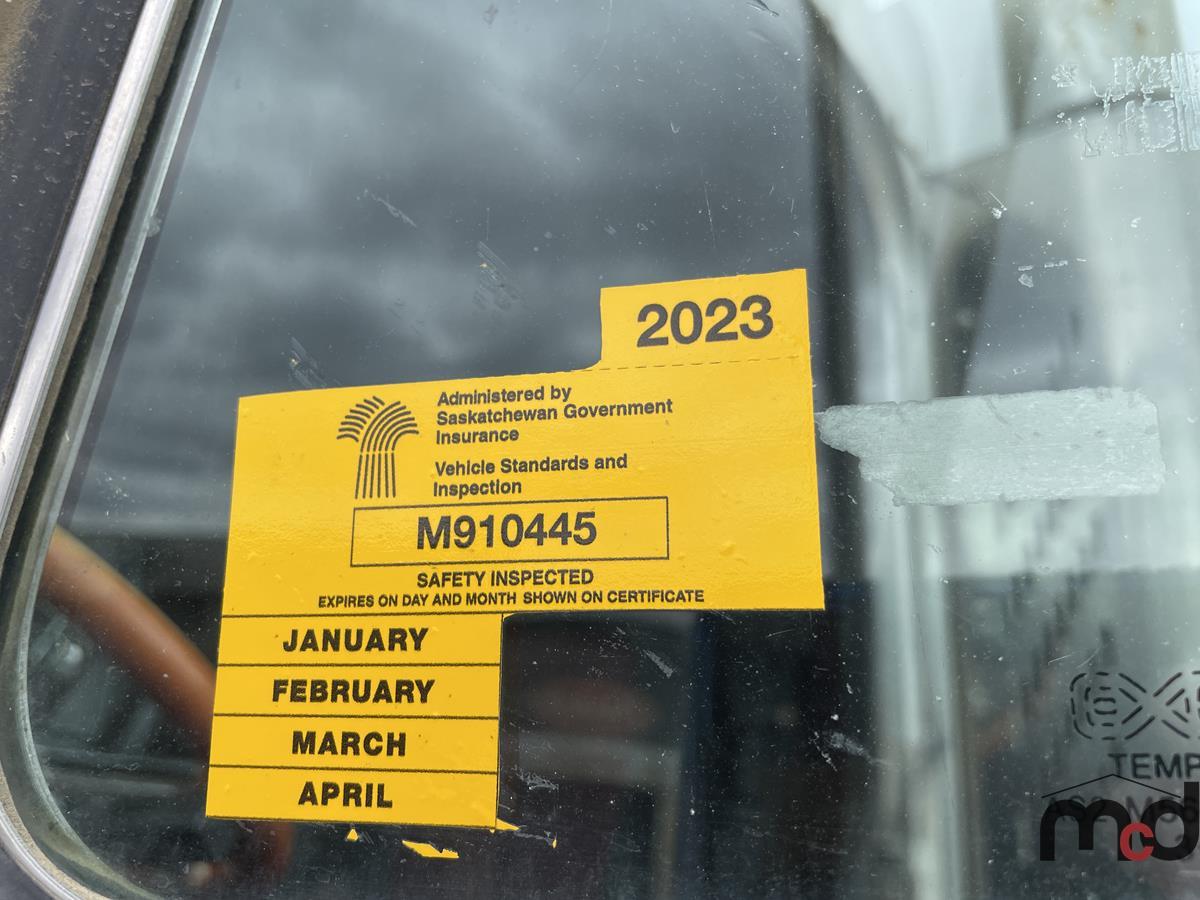 2023
Administered by
Saskatchewan Government
Insurance
Vehicle Standards and
Inspection
M910445
SAFETY INSPECTED
EXPIRES ON DAY AND MONTH SHOWN ON CERTIFICATE
JANUARY
FEBRUARY
MARCH
APRIL
TEMP
mcd